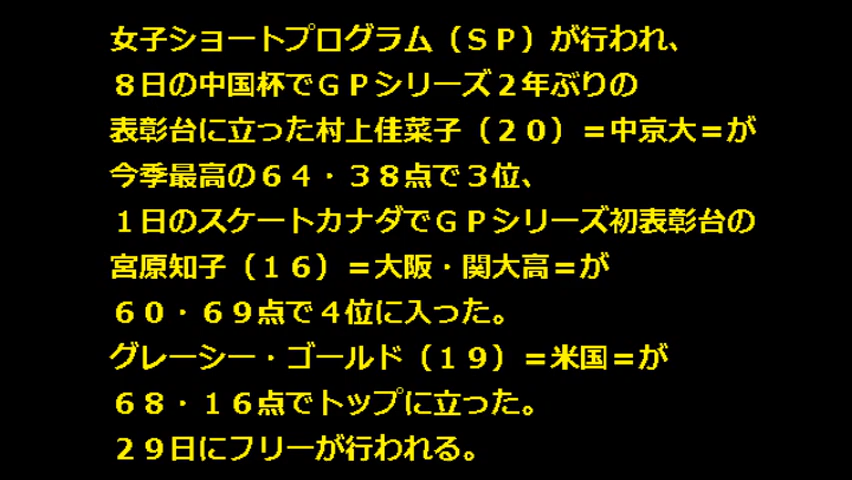 女子ショートプログラム（ＳＰ）が行われ、
８日の中国杯でＧＰシリーズ２年ぶりの
表彰台に立った村上佳菜子（２０）＝中京大＝が
今季最高の６４・３８点で３位、
１日のスケートカナダでＧＰシリーズ初表彰台の
宮原知子（１６）＝大阪・関大高＝が
６０・６９点で４位に入った。
グレーシー・ゴールド（１９）＝米国＝が
６８・１６点でトップに立った。
２９日にフリーが行われる。